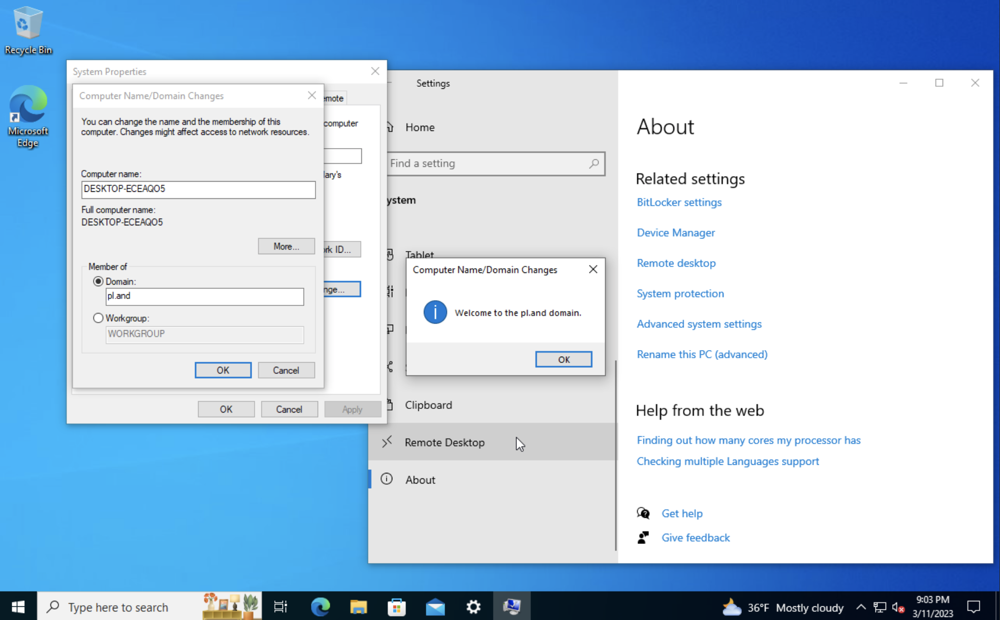 Recycle Bin
Microsoft
Edge
System Properties
Computer Name/Domain Changes
You can change the name and the membership of this
computer. Changes might affect access to network resources.
Computer name:
DESKTOP-ECEAQO5
Full computer name:
DESKTOP-ECEAQO5
More...
Member of
Domain:
pl.and
Workgroup:
WORKGROUP
OK
Cancel
emote
computer
lary's
rk ID...
nge...
OK
Cancel
Apply
Settings
Home
Find a setting
ystem
Tablet
Computer Name/Domain Changes
Welcome to the pl.and domain.
OK
Clipboard
Remote Desktop
About
About
Related settings
BitLocker settings
Device Manager
Remote desktop
System protection
Advanced system settings
Rename this PC (advanced)
Help from the web
Finding out how many cores my processor has
Checking multiple Languages support
Get help
Give feedback
Type here to search
36°F Mostly cloudy
9:03 PM
3/11/2023